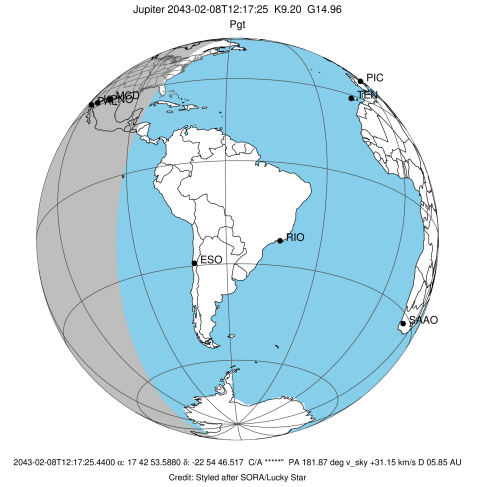 Jupiter 2043-02-08T12:17:25 K9.20 G14.96
Pgt
PIC
TEN
MCD
RIO
ESO
SAAO
2043-02-08T12:17:25.4400 α: 17 42 53.5880 δ: -22 54 46.517 C/A *****" PA 181.87 deg v_sky +31.15 km/s D 05.85 AU
Credit: Styled after SORA/Lucky Star